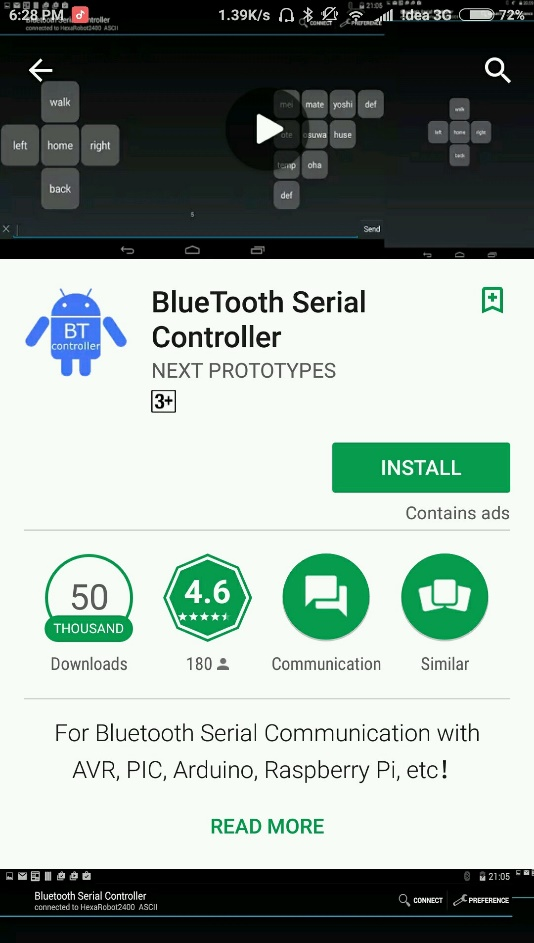 6:28 PM 1.39K/s Idea 3G 72%
21:05
connected to HexaRobot2400 ASCII
CONNECT PREFERENCE
walk
left home right
back
mei mate yoshi def
ote osuwa huse
temp oha
def
walk
left home right
back
5
Send
BT
controller
BlueTooth Serial
Controller
NEXT PROTOTYPES
3+
INSTALL
Contains ads
50
THOUSAND
4.6
Downloads 180 Communication Similar
For Bluetooth Serial Communication with
AVR, PIC, Arduino, Raspberry Pi, etc!
READ MORE
21:05
Bluetooth Serial Controller
connected to HexaRobot2400 ASCII
CONNECT PREFERENCE